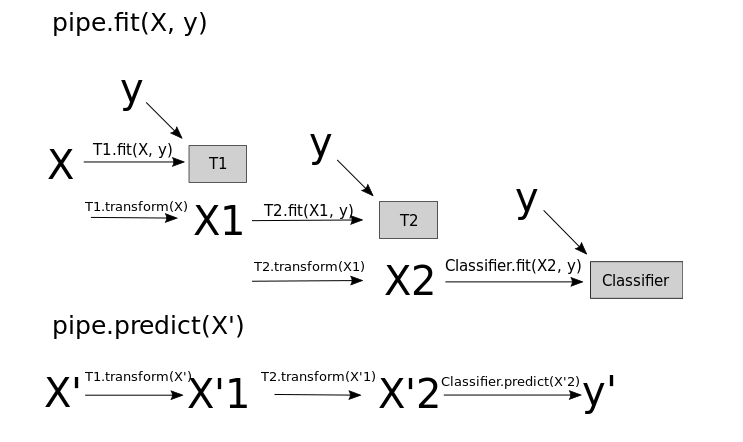 pipe.fit(X, y)
y
T1.fit(X, y)
X
T1
y
T1.transform(X)
X1
T2.fit(X1, y)
T2
y
T2.transform(X1)
X2
Classifier.fit(X2, y)
Classifier
pipe.predict(X')
X'
T1.transform(X')
X'1
T2.transform(X'1)
X'2
Classifier.predict(X'2)
y'